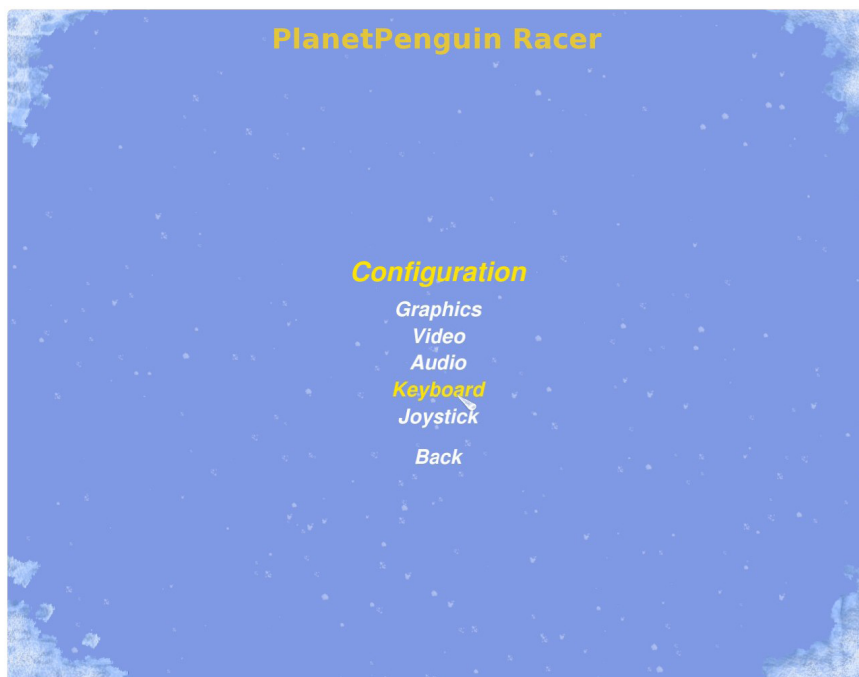 PlanetPenguin Racer
Configuration
Graphics
Video
Audio
Keyboard
Joystick
Back